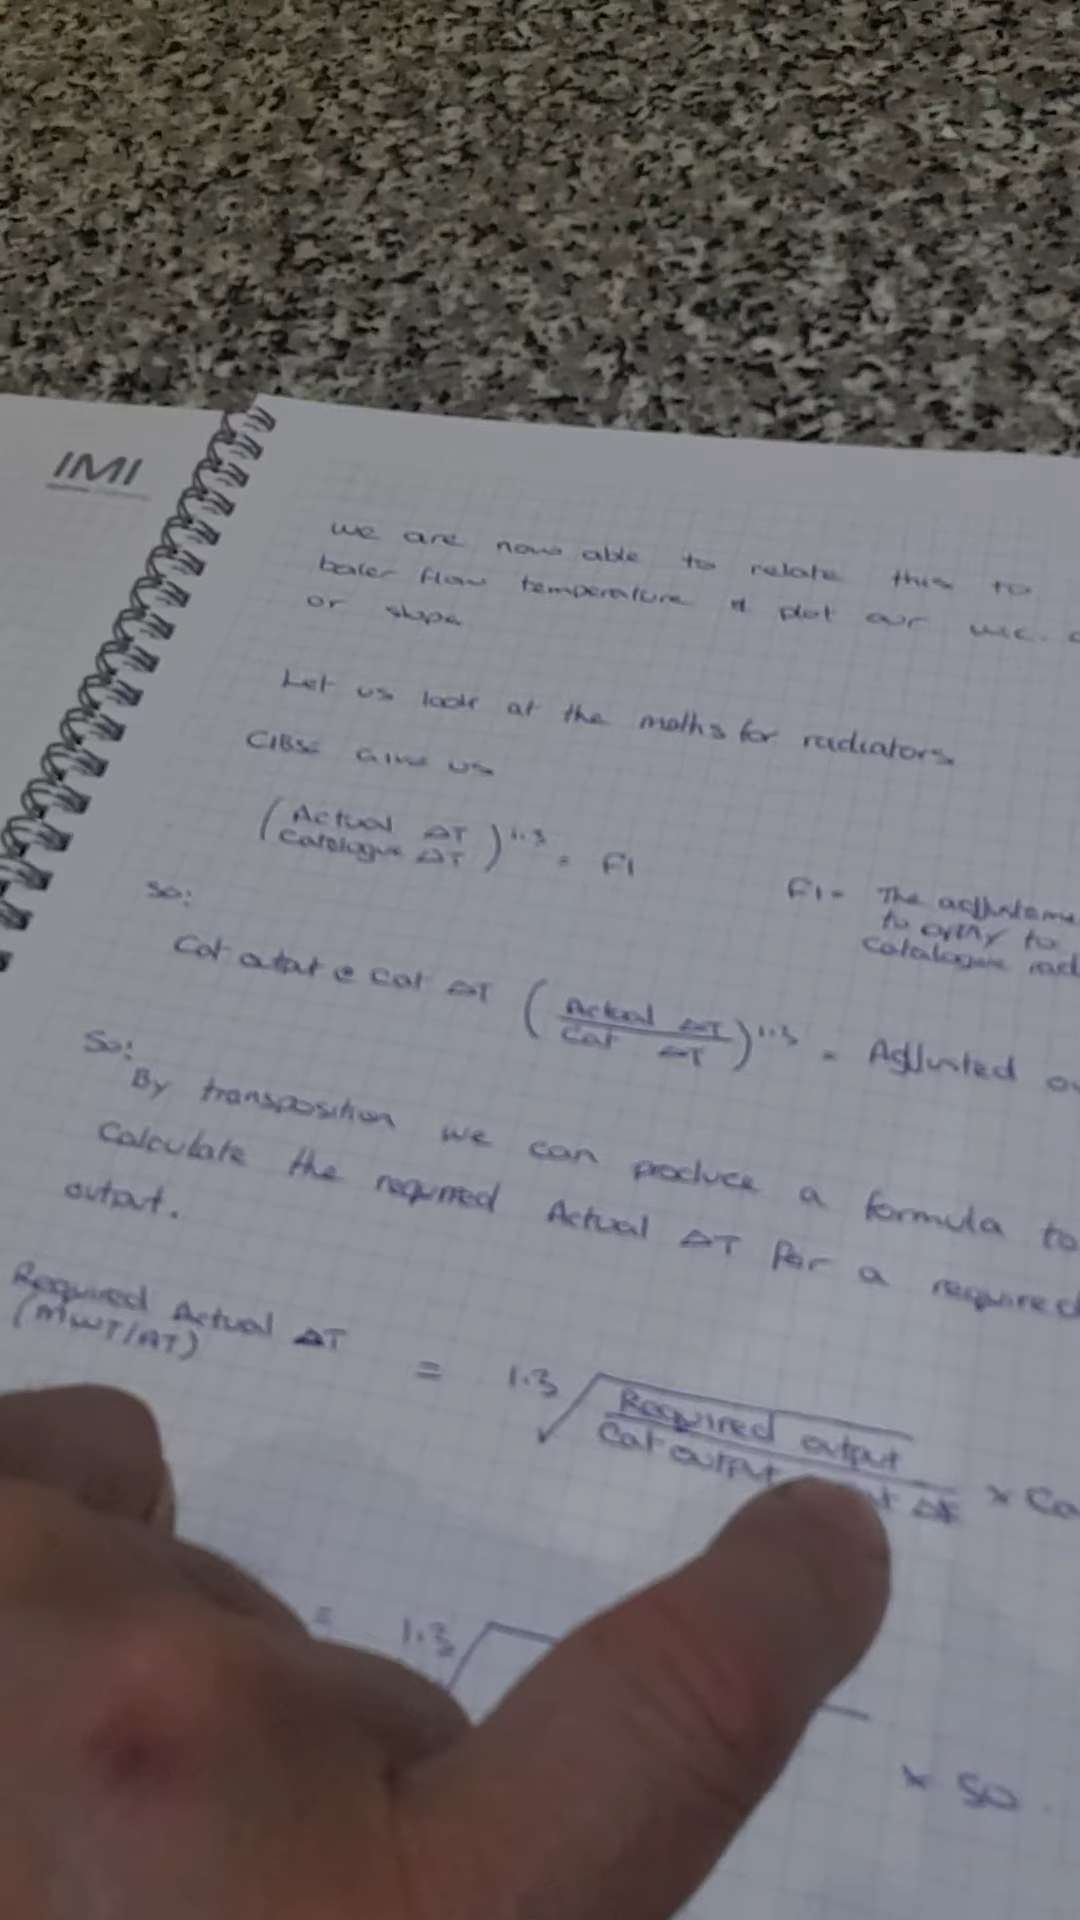 IMI
we are now able to relate this to
boiler flow temperature & plot our w.c.
or slope
Let us look at the maths for radiators.
CIBSE Give us
(Actual ΔT / Catalogue ΔT)^1.3 = F1
F1 = The
to apply to
Catalogue rad
So:
Cat output @ Cat ΔT (Actual ΔT / Cat ΔT)^1.3 = Adjusted
So:
By transposition we can produce a formula to
Calculate the required Actual ΔT for a required
output.
Required Actual ΔT
(MWT/AT)
= 1.3√ Required output / Cat output ΔT × Ca
= 1.3√
× 50